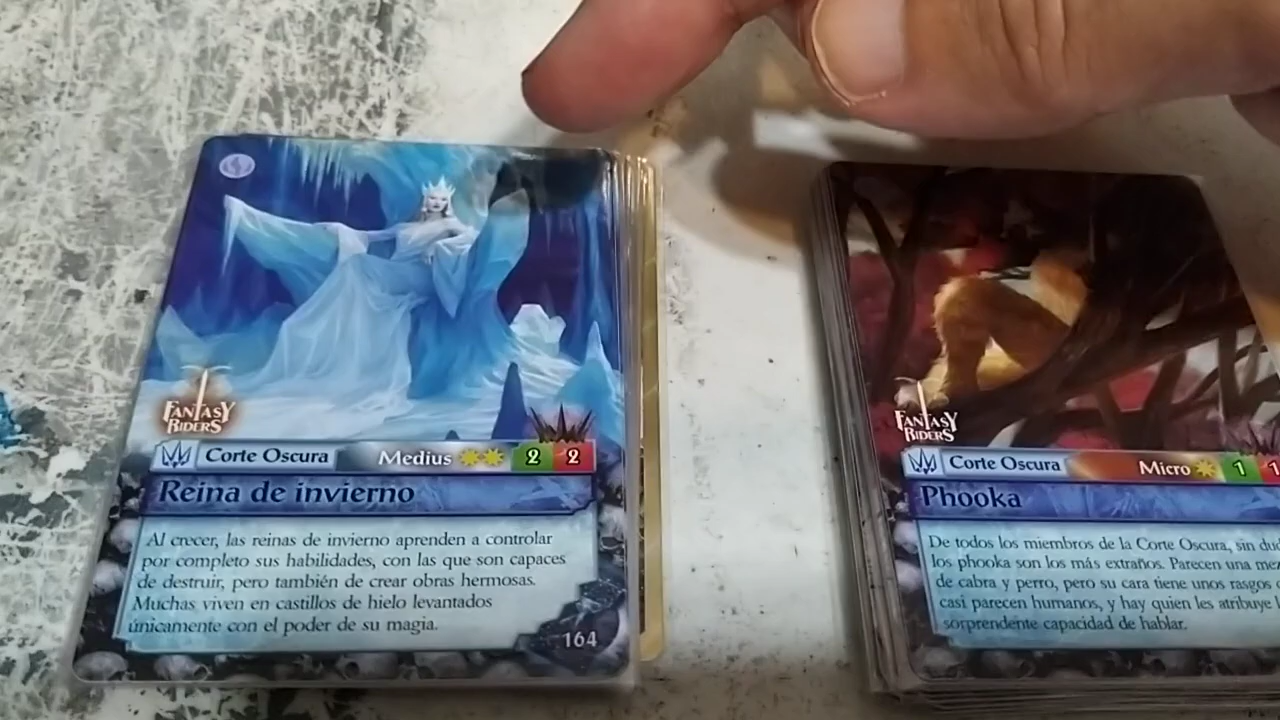 FANTASY
RIDERS
Corte Oscura Medius 2 2
Reina de invierno
Al crecer, las reinas de invierno aprenden a controlar
por completo sus habilidades, con las que son capaces
de destruir, pero también de crear obras hermosas.
Muchas viven en castillos de hielo levantados
únicamente con el poder de su magia.
164
FANTASY
RIDERS
Corte Oscura Micro 1 1
Phooka
De todos los miembros de la Corte Oscura, sin
los phooka son los más extraños. Parecen una
de cabra y perro, pero su cara tiene unos rasgos
casi parecen humanos, y hay quien les atribuye
sorprendente capacidad de hablar.